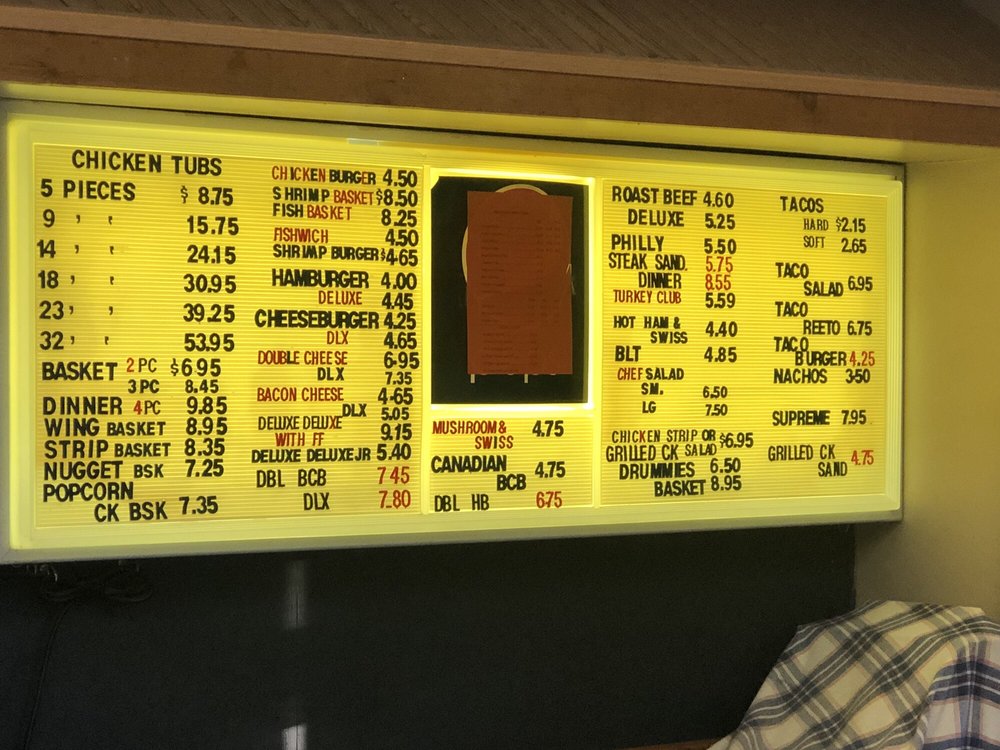 CHICKEN TUBS
5 PIECES $ 8.75
9 " " 15.75
14 " " 24.15
18 " " 30.95
23 " " 39.25
32 " " 53.95
BASKET 2 PC $6.95
3 PC 8.45
DINNER 4 PC 9.85
WING BASKET 8.95
STRIP BASKET 8.35
NUGGET BSK 7.25
POPCORN
CK BSK 7.35
CHICKEN BURGER 4.50
SHRIMP BASKET $8.50
FISH BASKET 8.25
FISHWICH 4.50
SHRIMP BURGER $4.65
HAMBURGER 4.00
DELUXE 4.45
CHEESEBURGER 4.25
DLX 4.65
DOUBLE CHEESE 6.95
DLX 7.35
BACON CHEESE 4.65
DLX 5.05
DELUXE DELUXE
WITH FF 9.15
DELUXE DELUXE JR 5.40
DBL BCB 7.45
DLX 7.80
MUSHROOM &
SWISS 4.75
CANADIAN
BCB 4.75
DBL HB 6.75
ROAST BEEF 4.60
DELUXE 5.25
PHILLY 5.50
STEAK SAND. 5.75
DINNER 8.55
TURKEY CLUB 5.59
HOT HAM &
SWISS 4.40
BLT 4.85
CHEF SALAD
SM. 6.50
LG 7.50
CHICKEN STRIP OR
GRILLED CK SALAD $6.95
DRUMMIES 6.50
BASKET 8.95
TACOS
HARD $2.15
SOFT 2.65
TACO
SALAD 6.95
TACO
REETO 6.75
TACO
BURGER 4.25
NACHOS 3.50
SUPREME 7.95
GRILLED CK
SAND 4.75